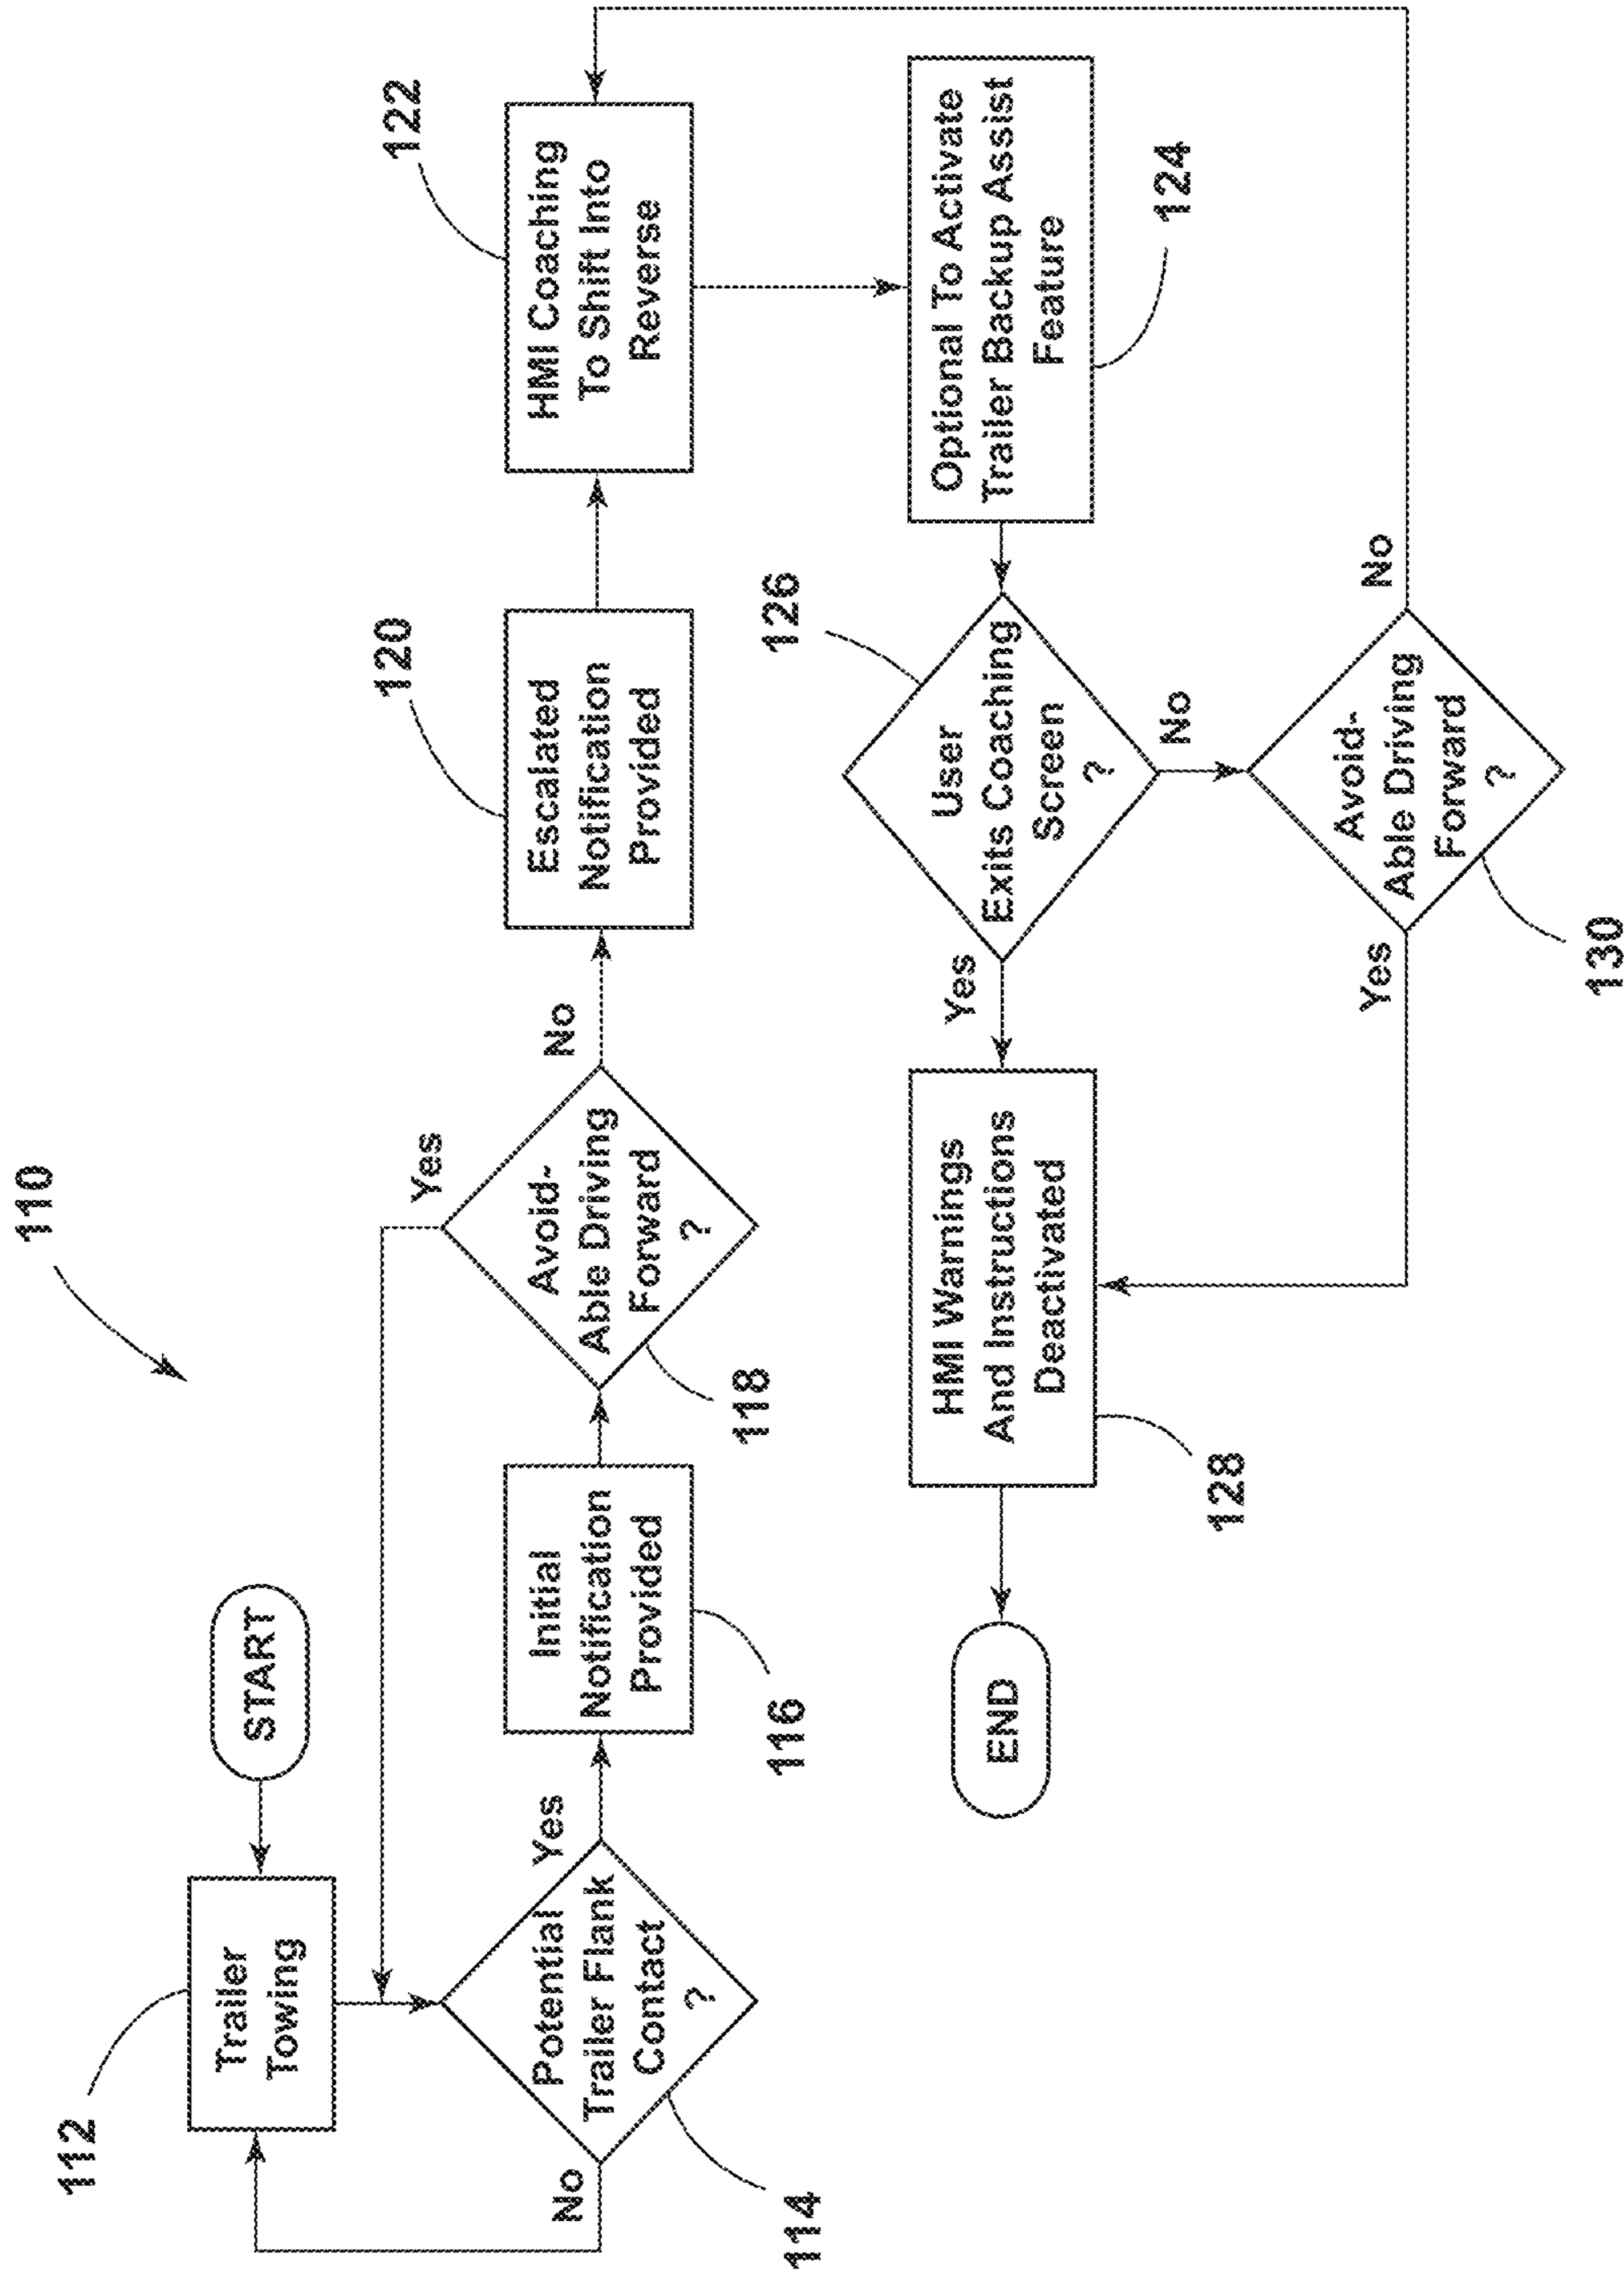 110
START
112
Trailer
Towing
114
Potential
Trailer Flank
Contact
?
No
Yes
116
Initial
Notification
Provided
118
Avoid-
Able Driving
Forward
?
Yes
No
120
Escalated
Notification
Provided
122
HMI Coaching
To Shift Into
Reverse
124
Optional To Activate
Trailer Backup Assist
Feature
126
User
Exits Coaching
Screen
?
Yes
No
128
HMI Warnings
And Instructions
Deactivated
END
130
Avoid-
Able Driving
Forward
?
Yes
No